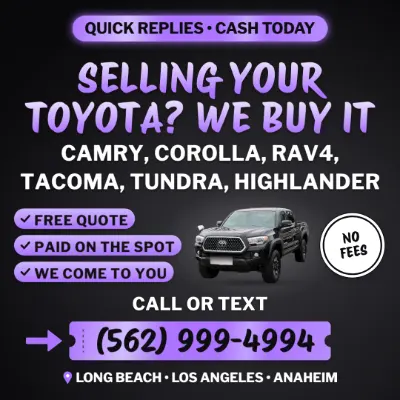 QUICK REPLIES • CASH TODAY
SELLING YOUR
TOYOTA? WE BUY IT
CAMRY, COROLLA, RAV4,
TACOMA, TUNDRA, HIGHLANDER
FREE QUOTE
PAID ON THE SPOT
WE COME TO YOU
NO
FEES
CALL OR TEXT
(562) 999-4994
LONG BEACH • LOS ANGELES • ANAHEIM